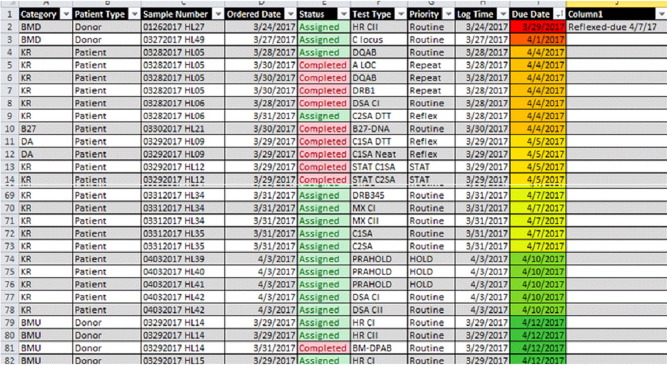 A B C D E F G H I J
1 Category Patient Type Sample Number Ordered Date Status Test Type Priority Log Time Due Date Column1
2 BMD Donor 01262017 HL27 3/24/2017 Assigned HR CII Routine 3/24/2017 3/29/2017 Reflexed-due 4/7/17
3 BMD Donor 03272017 HL49 3/27/2017 Assigned C locus Routine 3/27/2017 4/1/2017
4 KR Patient 03282017 HL05 3/28/2017 Assigned DQAB Routine 3/28/2017 4/4/2017
5 KR Patient 03282017 HL05 3/30/2017 Completed A LOC Repeat 3/28/2017 4/4/2017
6 KR Patient 03282017 HL05 3/30/2017 Completed DQAB Repeat 3/28/2017 4/4/2017
7 KR Patient 03282017 HL05 3/30/2017 Completed DRB1 Repeat 3/28/2017 4/4/2017
8 KR Patient 03282017 HL06 3/28/2017 Completed DSA CI Routine 3/28/2017 4/4/2017
9 KR Patient 03282017 HL06 3/31/2017 Assigned C2SA DTT Reflex 3/28/2017 4/4/2017
10 B27 Patient 03302017 HL21 3/30/2017 Completed B27-DNA Routine 3/30/2017 4/4/2017
11 DA Patient 03292017 HL09 3/29/2017 Completed C1SA DTT Reflex 3/29/2017 4/5/2017
12 DA Patient 03292017 HL09 3/29/2017 Completed C1SA Neat Reflex 3/29/2017 4/5/2017
13 KR Patient 03292017 HL12 3/29/2017 Completed STAT C1SA STAT 3/29/2017 4/5/2017
14 KR Patient 03292017 HL12 3/29/2017 Completed STAT C2SA STAT 3/29/2017 4/5/2017
69 KR Patient 03312017 HL34 3/31/2017 Assigned DRB345 Routine 3/31/2017 4/7/2017
70 KR Patient 03312017 HL34 3/31/2017 Assigned MX CI Routine 3/31/2017 4/7/2017
71 KR Patient 03312017 HL34 3/31/2017 Assigned MX CII Routine 3/31/2017 4/7/2017
72 KR Patient 03312017 HL35 3/31/2017 Assigned C1SA Routine 3/31/2017 4/7/2017
73 KR Patient 03312017 HL35 3/31/2017 Assigned C2SA Routine 3/31/2017 4/7/2017
74 KR Patient 04032017 HL39 4/3/2017 Assigned PRAHOLD HOLD 4/3/2017 4/10/2017
75 KR Patient 04032017 HL40 4/3/2017 Assigned PRAHOLD HOLD 4/3/2017 4/10/2017
76 KR Patient 04032017 HL41 4/3/2017 Assigned PRAHOLD HOLD 4/3/2017 4/10/2017
77 KR Patient 04032017 HL42 4/3/2017 Assigned DSA CI Routine 4/3/2017 4/10/2017
78 KR Patient 04032017 HL42 4/3/2017 Assigned DSA CII Routine 4/3/2017 4/10/2017
79 BMU Donor 03292017 HL14 3/29/2017 Assigned HR CI Routine 3/29/2017 4/12/2017
80 BMU Donor 03292017 HL14 3/29/2017 Assigned HR CII Routine 3/29/2017 4/12/2017
81 BMU Donor 03292017 HL14 3/31/2017 Completed BM-DPAB Routine 3/29/2017 4/12/2017
82 BMU Donor 03292017 HL15 3/29/2017 Assigned HR CI Routine 3/29/2017 4/12/2017